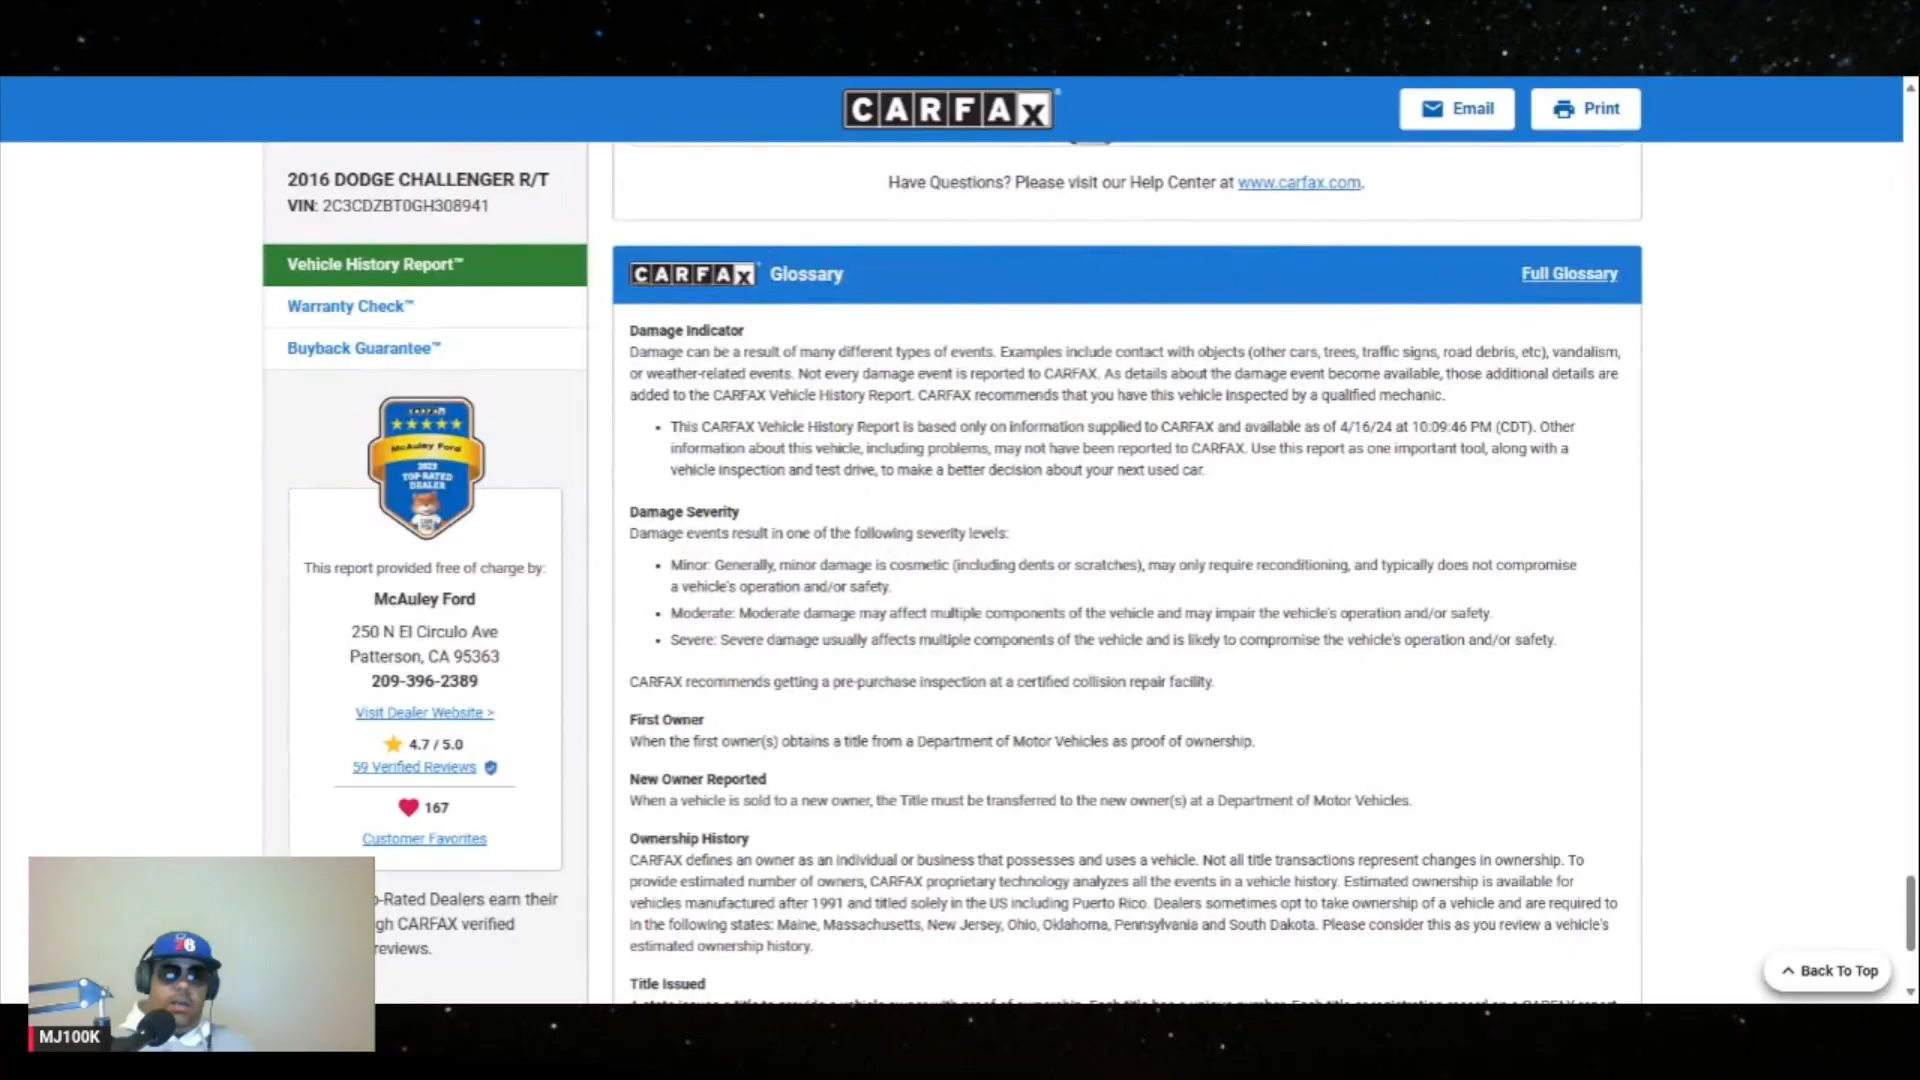 CARFAX
Email
Print
2016 DODGE CHALLENGER R/T
VIN: 2C3CDZBT0GH308941
Vehicle History Report™
Warranty Check™
Buyback Guarantee™
CARFAX
McAuley Ford
2023
TOP-RATED
DEALER
This report provided free of charge by:
McAuley Ford
250 N El Circulo Ave
Patterson, CA 95363
209-396-2389
Visit Dealer Website >
4.7 / 5.0
59 Verified Reviews
167
Customer Favorites
-Rated Dealers earn their
gh CARFAX verified
reviews.
Have Questions? Please visit our Help Center at www.carfax.com.
CARFAX Glossary
Full Glossary
Damage Indicator
Damage can be a result of many different types of events. Examples include contact with objects (other cars, trees, traffic signs, road debris, etc), vandalism,
or weather-related events. Not every damage event is reported to CARFAX. As details about the damage event become available, those additional details are
added to the CARFAX Vehicle History Report. CARFAX recommends that you have this vehicle inspected by a qualified mechanic.
• This CARFAX Vehicle History Report is based only on information supplied to CARFAX and available as of 4/16/24 at 10:09:46 PM (CDT). Other
information about this vehicle, including problems, may not have been reported to CARFAX. Use this report as one important tool, along with a
vehicle inspection and test drive, to make a better decision about your next used car.
Damage Severity
Damage events result in one of the following severity levels:
• Minor: Generally, minor damage is cosmetic (including dents or scratches), may only require reconditioning, and typically does not compromise
a vehicle's operation and/or safety.
• Moderate: Moderate damage may affect multiple components of the vehicle and may impair the vehicle's operation and/or safety.
• Severe: Severe damage usually affects multiple components of the vehicle and is likely to compromise the vehicle's operation and/or safety.
CARFAX recommends getting a pre-purchase inspection at a certified collision repair facility.
First Owner
When the first owner(s) obtains a title from a Department of Motor Vehicles as proof of ownership.
New Owner Reported
When a vehicle is sold to a new owner, the Title must be transferred to the new owner(s) at a Department of Motor Vehicles.
Ownership History
CARFAX defines an owner as an individual or business that possesses and uses a vehicle. Not all title transactions represent changes in ownership. To
provide estimated number of owners, CARFAX proprietary technology analyzes all the events in a vehicle history. Estimated ownership is available for
vehicles manufactured after 1991 and titled solely in the US including Puerto Rico. Dealers sometimes opt to take ownership of a vehicle and are required to
in the following states: Maine, Massachusetts, New Jersey, Ohio, Oklahoma, Pennsylvania and South Dakota. Please consider this as you review a vehicle's
estimated ownership history.
Title Issued
Back To Top
76
MJ100K